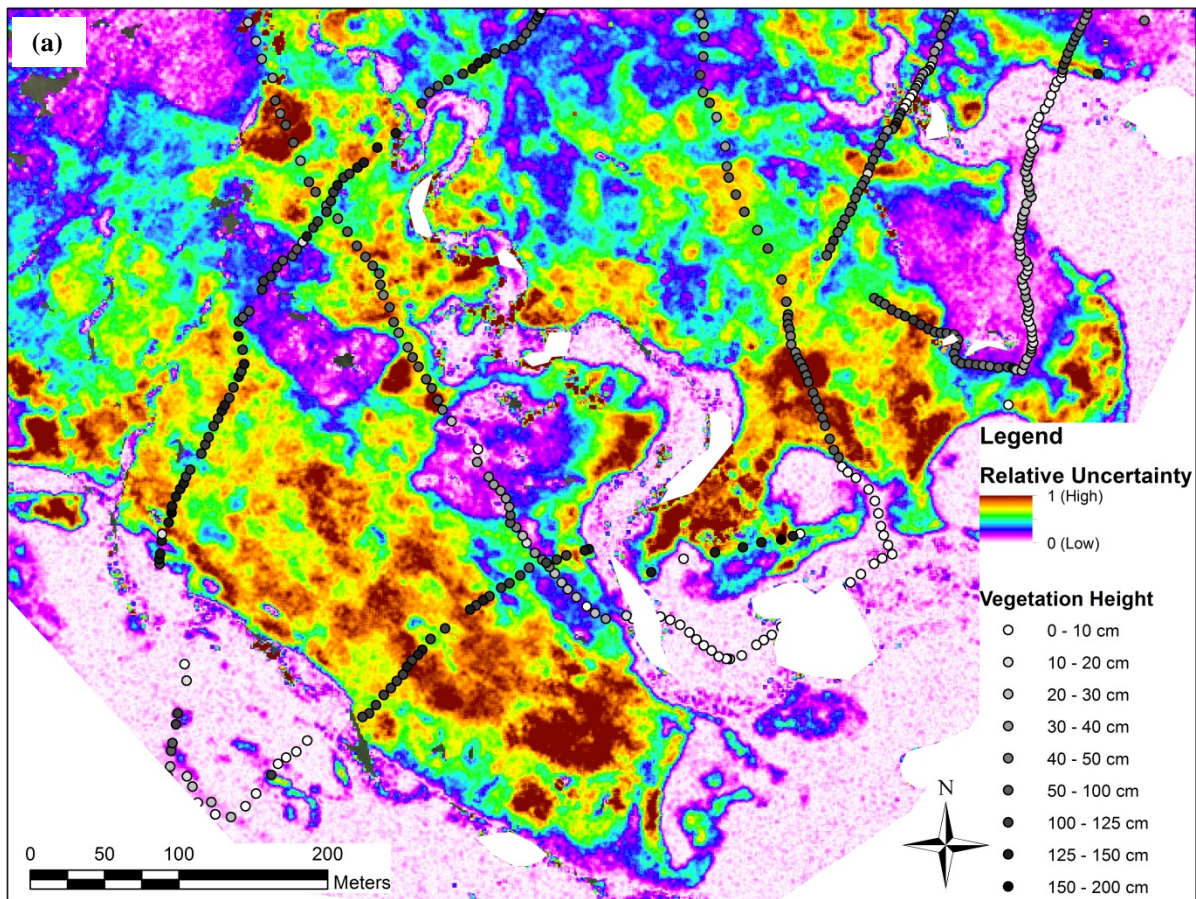 (a)
Legend
Relative Uncertainty
1 (High)
0 (Low)
Vegetation Height
0 - 10 cm
10 - 20 cm
20 - 30 cm
30 - 40 cm
40 - 50 cm
50 - 100 cm
100 - 125 cm
125 - 150 cm
150 - 200 cm
N
0 50 100 200
Meters